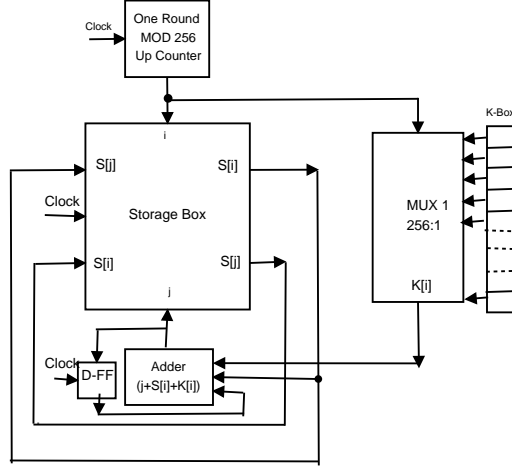 One Round
Clock
MOD 256
Up Counter
K-Box
i
S[j]
S[i]
Clock
Storage Box
MUX 1
256:1
S[i]
S[j]
K[i]
j
Clock
D-FF
Adder
(j+S[i]+K[i])